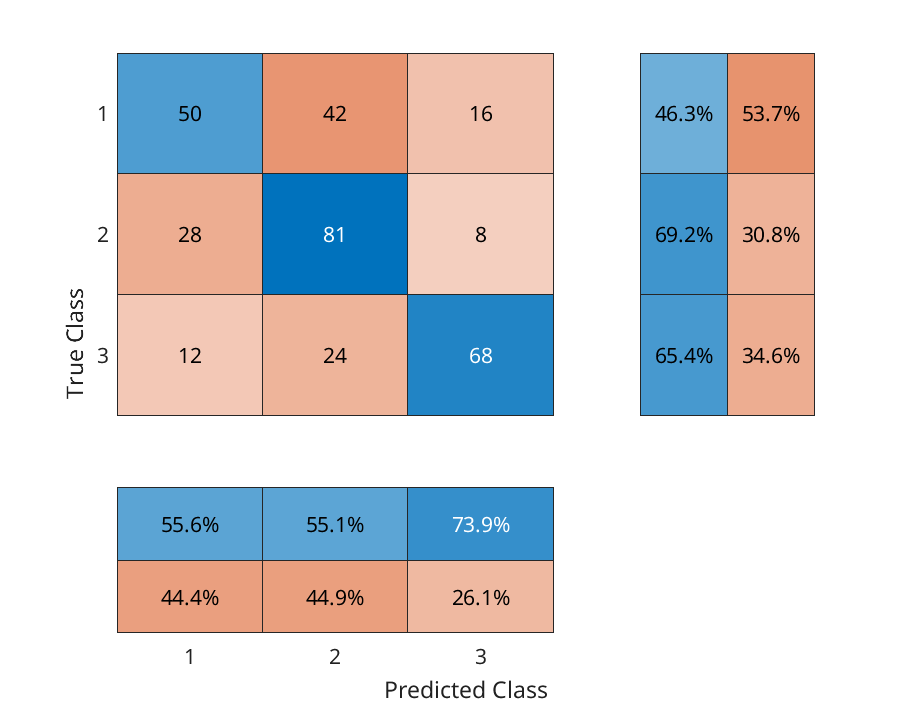 1 50 42 16 46.3% 53.7%
2 28 81 8 69.2% 30.8%
3 12 24 68 65.4% 34.6%
True Class
55.6% 55.1% 73.9%
44.4% 44.9% 26.1%
1 2 3
Predicted Class